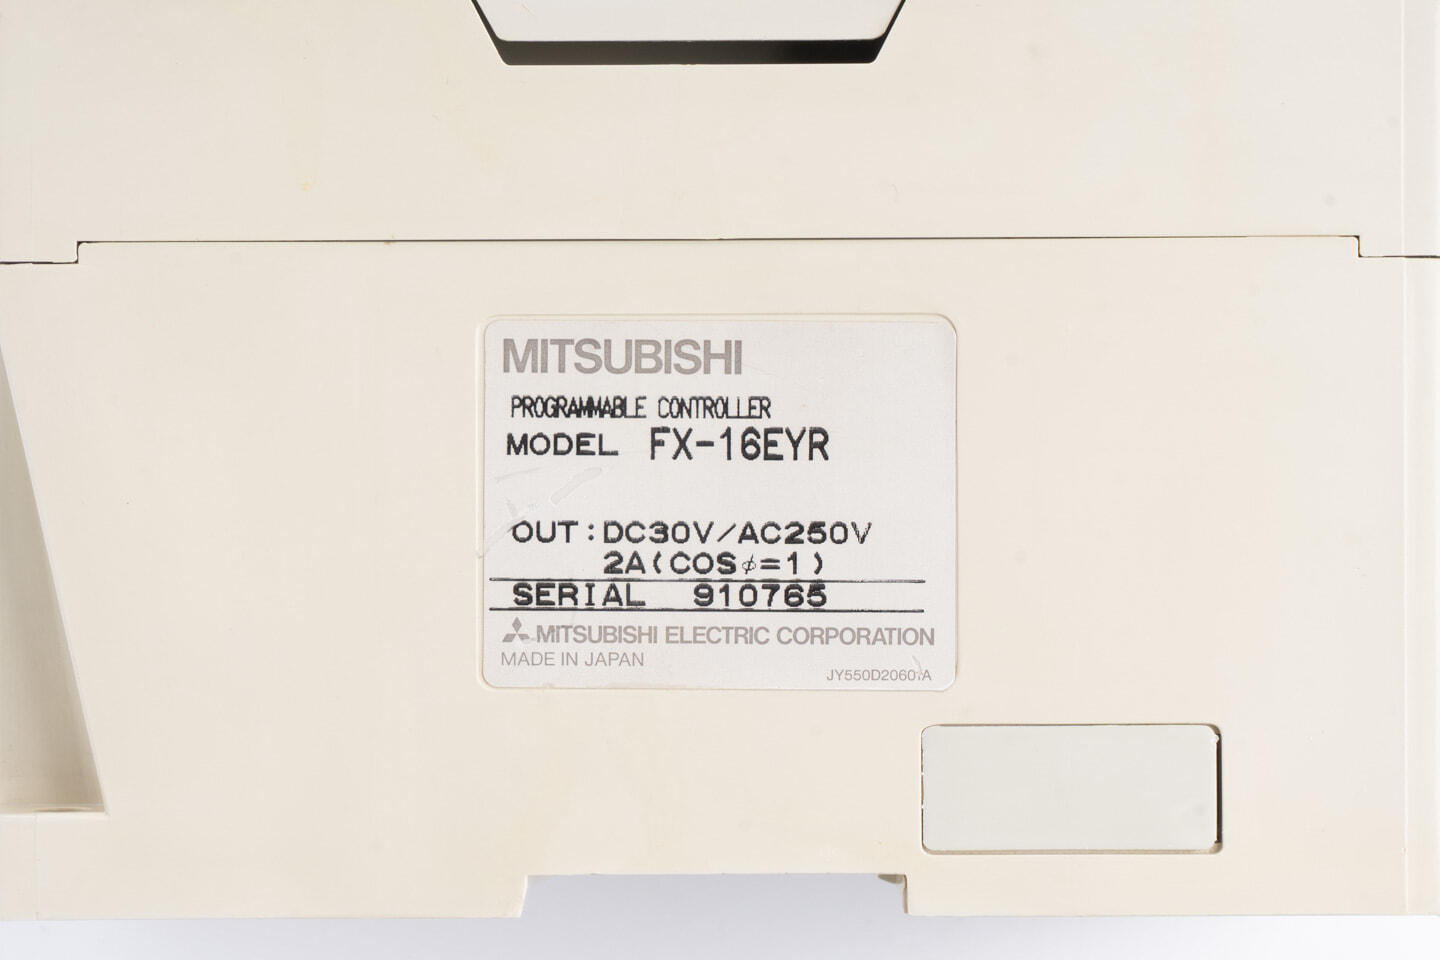 MITSUBISHI
PROGRAMMABLE CONTROLLER
MODEL FX-16EYR
OUT:DC30V/AC250V
2A(COSφ=1)
SERIAL 910765
MITSUBISHI ELECTRIC CORPORATION
MADE IN JAPAN